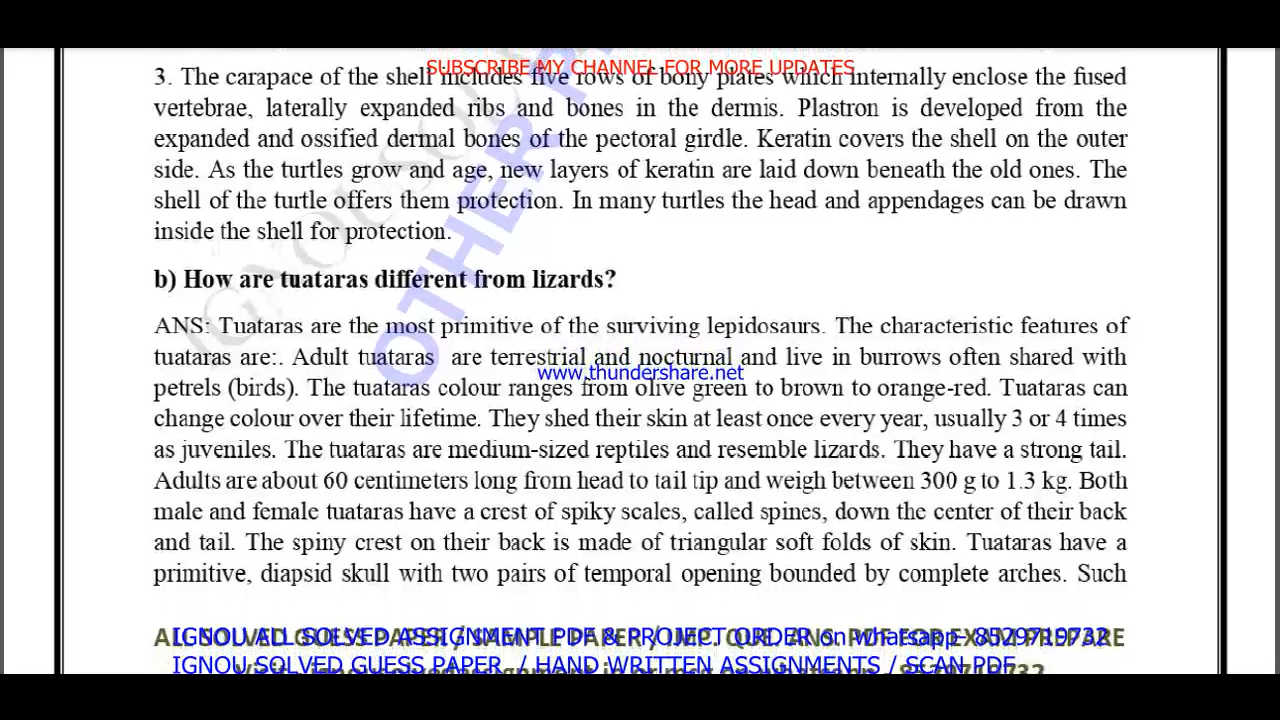 SUBSCRIBE MY CHANNEL FOR MORE UPDATES
3. The carapace of the shell includes five rows of bony plates which internally enclose the fused
vertebrae, laterally expanded ribs and bones in the dermis. Plastron is developed from the
expanded and ossified dermal bones of the pectoral girdle. Keratin covers the shell on the outer
side. As the turtles grow and age, new layers of keratin are laid down beneath the old ones. The
shell of the turtle offers them protection. In many turtles the head and appendages can be drawn
inside the shell for protection.
b) How are tuataras different from lizards?
ANS: Tuataras are the most primitive of the surviving lepidosaurs. The characteristic features of
tuataras are:. Adult tuataras are terrestrial and nocturnal and live in burrows often shared with
www.thundershare.net
petrels (birds). The tuataras colour ranges from olive green to brown to orange-red. Tuataras can
change colour over their lifetime. They shed their skin at least once every year, usually 3 or 4 times
as juveniles. The tuataras are medium-sized reptiles and resemble lizards. They have a strong tail.
Adults are about 60 centimeters long from head to tail tip and weigh between 300 g to 1.3 kg. Both
male and female tuataras have a crest of spiky scales, called spines, down the center of their back
and tail. The spiny crest on their back is made of triangular soft folds of skin. Tuataras have a
primitive, diapsid skull with two pairs of temporal opening bounded by complete arches. Such
OTHER
IGNOU ALL SOLVED ASSIGNMENT PDF & PROJECT ORDER on whatsapp- 8529719732
IGNOU SOLVED GUESS PAPER / HAND WRITTEN ASSIGNMENTS / SCAN PDF